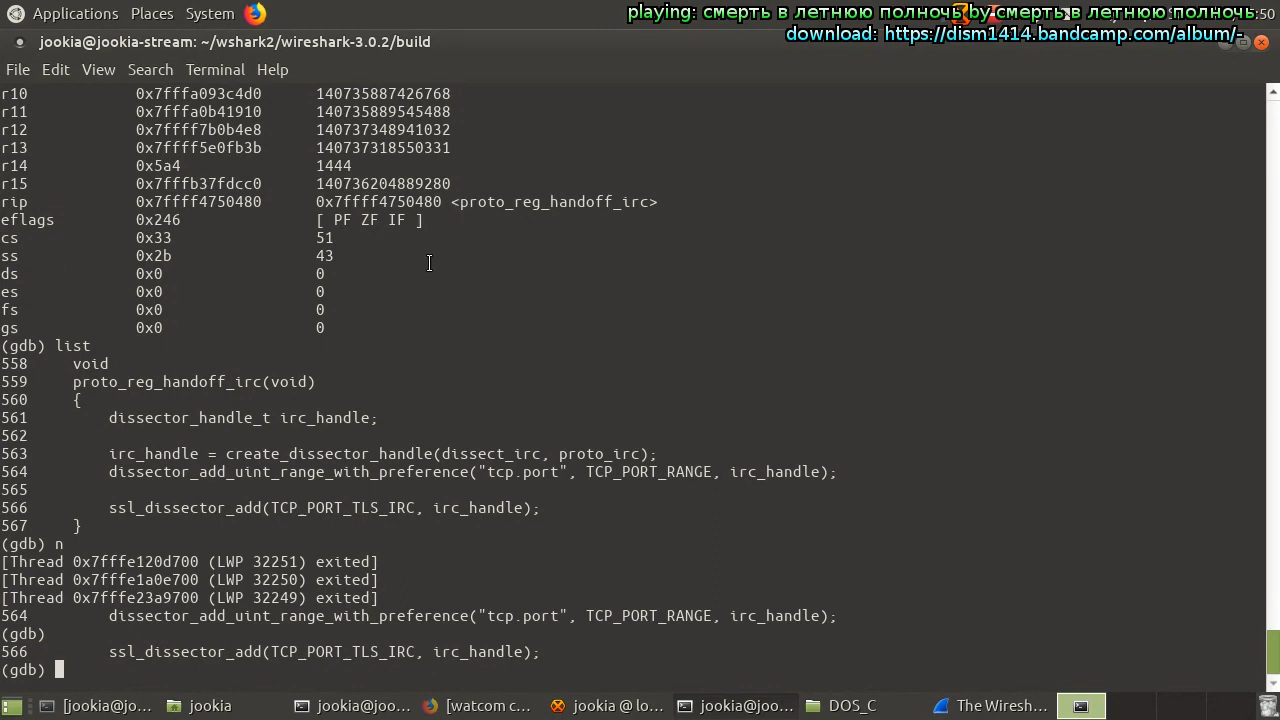 Applications Places System
playing: смерть в летнюю полночь by смерть в летнюю полночь
:50
download: https://dism1414.bandcamp.com/album/-
jookia@jookia-stream: ~/wshark2/wireshark-3.0.2/build
File Edit View Search Terminal Help
r10 0x7fffa093c4d0 140735887426768
r11 0x7fffa0b41910 140735889545488
r12 0x7ffff7b0b4e8 140737348941032
r13 0x7ffff5e0fb3b 140737318550331
r14 0x5a4 1444
r15 0x7fffb37fdcc0 140736204889280
rip 0x7ffff4750480 0x7ffff4750480 <proto_reg_handoff_irc>
eflags 0x246 [ PF ZF IF ]
cs 0x33 51
ss 0x2b 43
ds 0x0 0
es 0x0 0
fs 0x0 0
gs 0x0 0
(gdb) list
558 void
559 proto_reg_handoff_irc(void)
560 {
561 dissector_handle_t irc_handle;
562
563 irc_handle = create_dissector_handle(dissect_irc, proto_irc);
564 dissector_add_uint_range_with_preference("tcp.port", TCP_PORT_RANGE, irc_handle);
565
566 ssl_dissector_add(TCP_PORT_TLS_IRC, irc_handle);
567 }
(gdb) n
[Thread 0x7fffe120d700 (LWP 32251) exited]
[Thread 0x7fffe1a0e700 (LWP 32250) exited]
[Thread 0x7fffe23a9700 (LWP 32249) exited]
564 dissector_add_uint_range_with_preference("tcp.port", TCP_PORT_RANGE, irc_handle);
(gdb)
566 ssl_dissector_add(TCP_PORT_TLS_IRC, irc_handle);
(gdb)
[jookia@jo... jookia jookia@joo... [watcom c... jookia @ lo... jookia@joo... DOS_C The Wiresh...